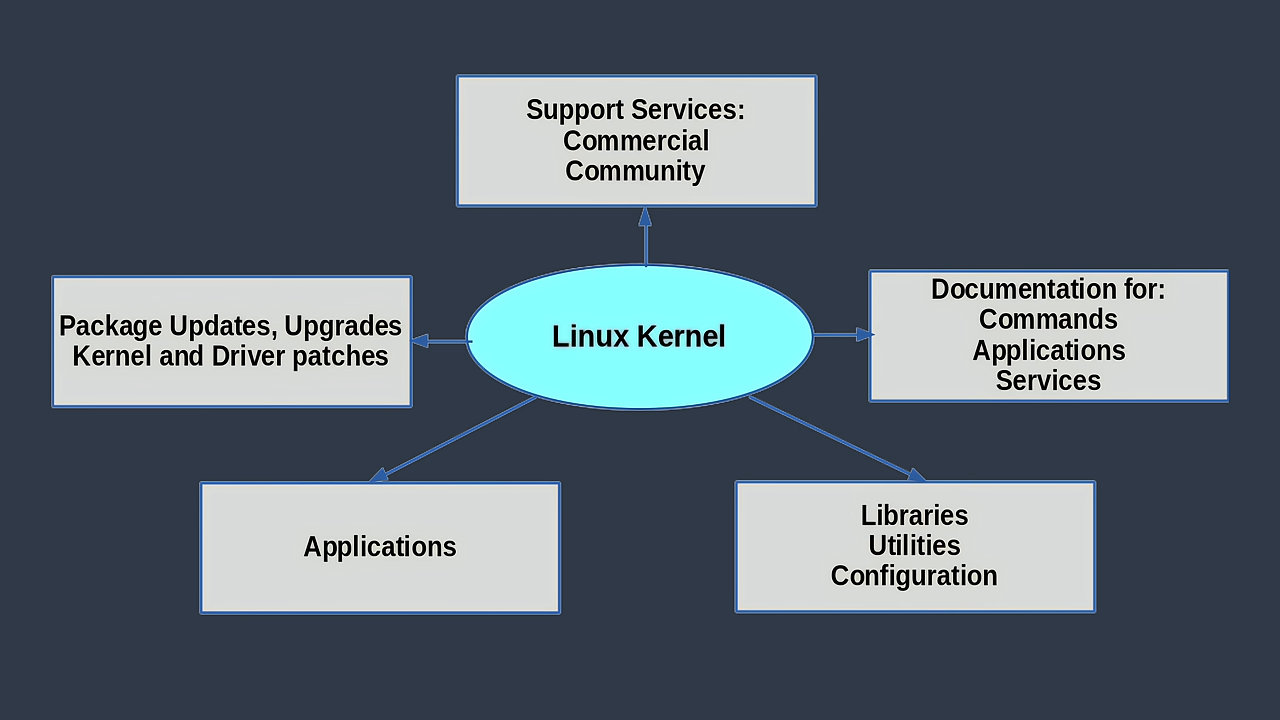 Support Services:
Commercial
Community
Package Updates, Upgrades
Kernel and Driver patches
Linux Kernel
Documentation for:
Commands
Applications
Services
Applications
Libraries
Utilities
Configuration